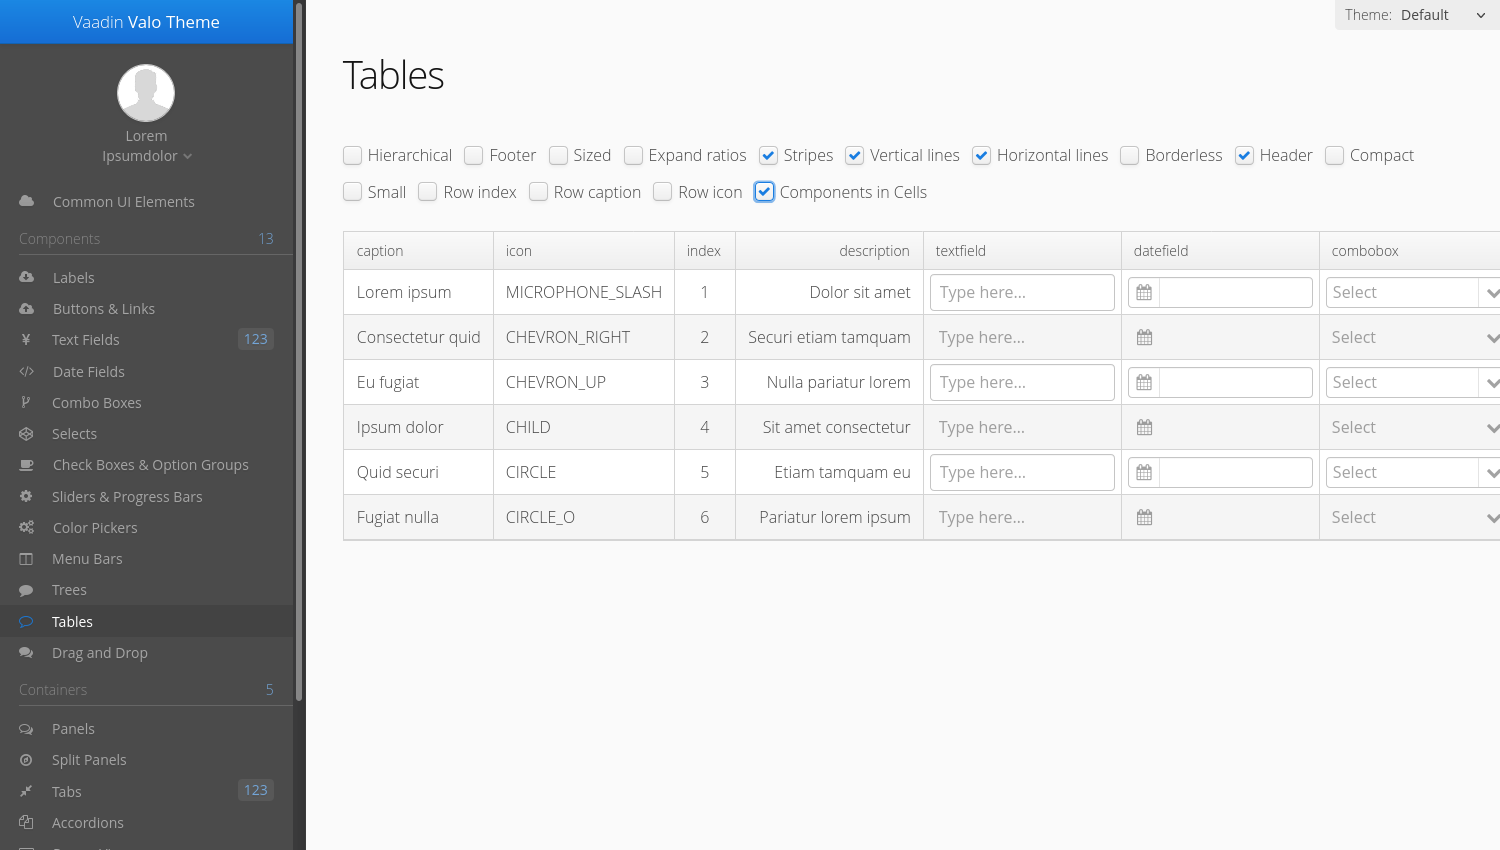 Vaadin Valo Theme
Theme: Default
Lorem
Ipsumdolor
Common UI Elements
Components 13
Labels
Buttons & Links
Text Fields 123
Date Fields
Combo Boxes
Selects
Check Boxes & Option Groups
Sliders & Progress Bars
Color Pickers
Menu Bars
Trees
Tables
Drag and Drop
Containers 5
Panels
Split Panels
Tabs 123
Accordions
Tables
Hierarchical Footer Sized Expand ratios Stripes Vertical lines Horizontal lines Borderless Header Compact
Small Row index Row caption Row icon Components in Cells
caption icon index description textfield datefield combobox
Lorem ipsum MICROPHONE_SLASH 1 Dolor sit amet Type here... Select
Consectetur quid CHEVRON_RIGHT 2 Securi etiam tamquam Type here... Select
Eu fugiat CHEVRON_UP 3 Nulla pariatur lorem Type here... Select
Ipsum dolor CHILD 4 Sit amet consectetur Type here... Select
Quid securi CIRCLE 5 Etiam tamquam eu Type here... Select
Fugiat nulla CIRCLE_O 6 Pariatur lorem ipsum Type here... Select